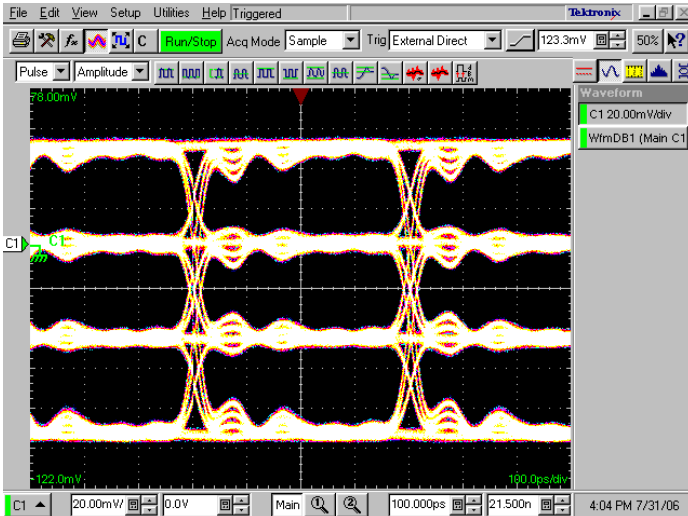 File Edit View Setup Utilities Help Triggered Tektronix
C Run/Stop Acq Mode Sample Trig External Direct 123.3mV 50% ?
Pulse Amplitude
Waveform
C1 20.00mV/div
WfmDB1 (Main C1
78.00mV
C1 C1
-122.0mV 100.0ps/div
C1 20.00mV/ 0.0V Main 1 2 100.000ps 21.500n 4:04 PM 7/31/06